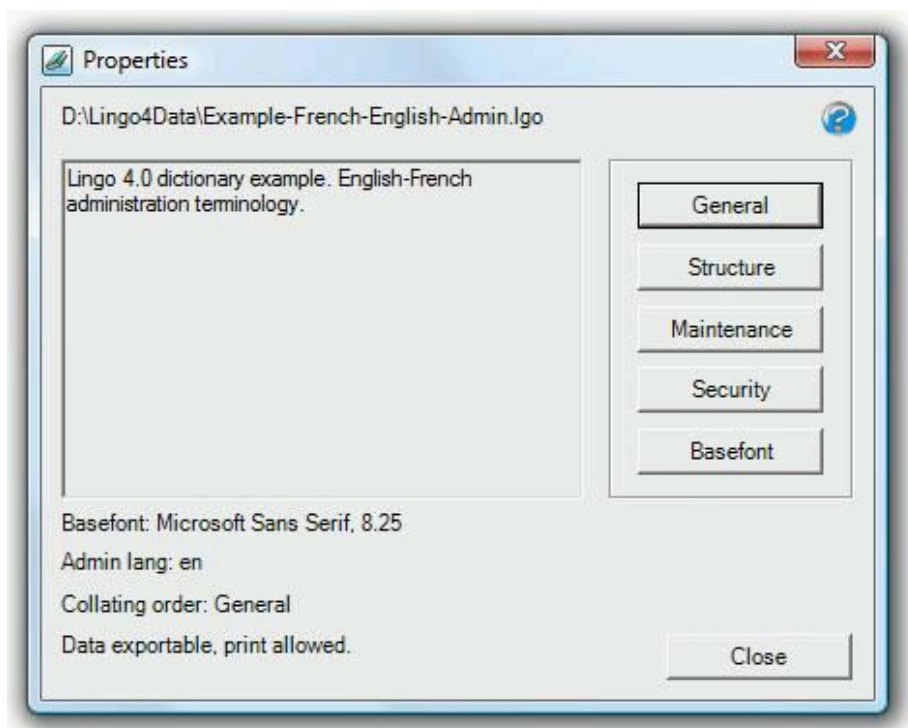 Properties
D:\Lingo4Data\Example-French-English-Admin.lgo
Lingo 4.0 dictionary example. English-French
administration terminology.
General
Structure
Maintenance
Security
Basefont
Basefont: Microsoft Sans Serif, 8.25
Admin lang: en
Collating order: General
Data exportable, print allowed.
Close